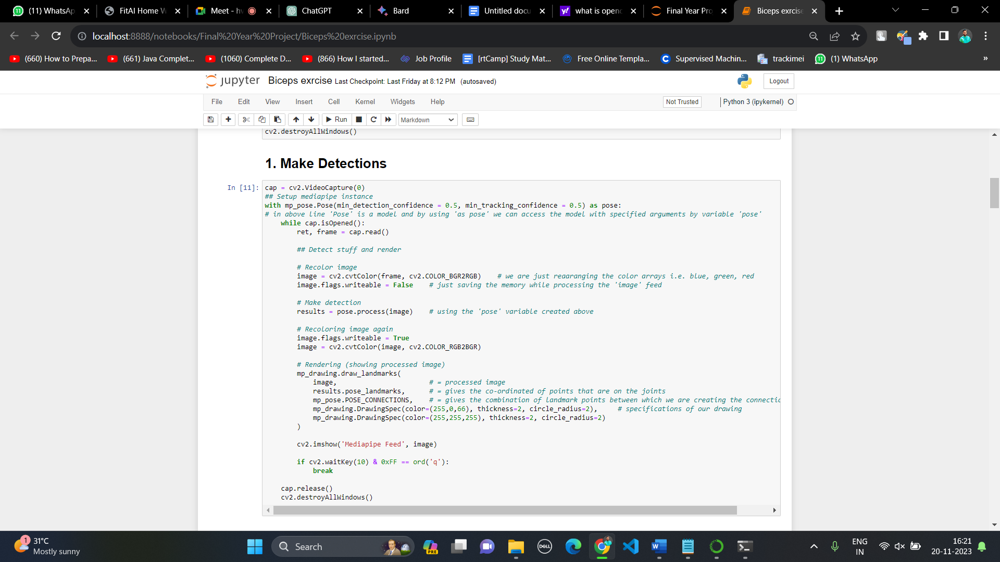 (11) WhatsAp
FitAI Home W
Meet - hv
ChatGPT
Bard
Untitled docu
what is openc
Final Year Pro
Biceps exrcise
localhost:8888/notebooks/Final%20Year%20Project/Biceps%20exrcise.ipynb
(660) How to Prepa...
(661) Java Complet...
(1060) Complete D...
(866) How I started...
Job Profile
[rtCamp] Study Mat...
Free Online Templa...
Supervised Machin...
trackimei
(1) WhatsApp
»
jupyter Biceps exrcise Last Checkpoint: Last Friday at 8:12 PM (autosaved)
Logout
File Edit View Insert Cell Kernel Widgets Help
Not Trusted
Python 3 (ipykernel)
Run
Markdown
cv2.destroyAllWindows()
1. Make Detections
In [11]:
cap = cv2.VideoCapture(0)
## Setup mediapipe instance
with mp_pose.Pose(min_detection_confidence = 0.5, min_tracking_confidence = 0.5) as pose:
# in above line 'Pose' is a model and by using 'as pose' we can access the model with specified arguments by variable 'pose'
    while cap.isOpened():
        ret, frame = cap.read()
        ## Detect stuff and render
        # Recolor image
        image = cv2.cvtColor(frame, cv2.COLOR_BGR2RGB)    # we are just reaaranging the color arrays i.e. blue, green, red
        image.flags.writeable = False    # just saving the memory while processing the 'image' feed
        # Make detection
        results = pose.process(image)    # using the 'pose' variable created above
        # Recoloring image again
        image.flags.writeable = True
        image = cv2.cvtColor(image, cv2.COLOR_RGB2BGR)
        # Rendering (showing processed image)
        mp_drawing.draw_landmarks(
            image,                       # = processed image
            results.pose_landmarks,      # = gives the co-ordinated of points that are on the joints
            mp_pose.POSE_CONNECTIONS,    # = gives the combination of landmark points between which we are creating the connectio
            mp_drawing.DrawingSpec(color=(255,0,66), thickness=2, circle_radius=2),     # specifications of our drawing
            mp_drawing.DrawingSpec(color=(255,255,255), thickness=2, circle_radius=2)
        )
        cv2.imshow('Mediapipe Feed', image)
        if cv2.waitKey(10) & 0xFF == ord('q'):
            break
    cap.release()
    cv2.destroyAllWindows()
1
31°C
Mostly sunny
Search
PRE
DELL
ENG
IN
16:21
20-11-2023